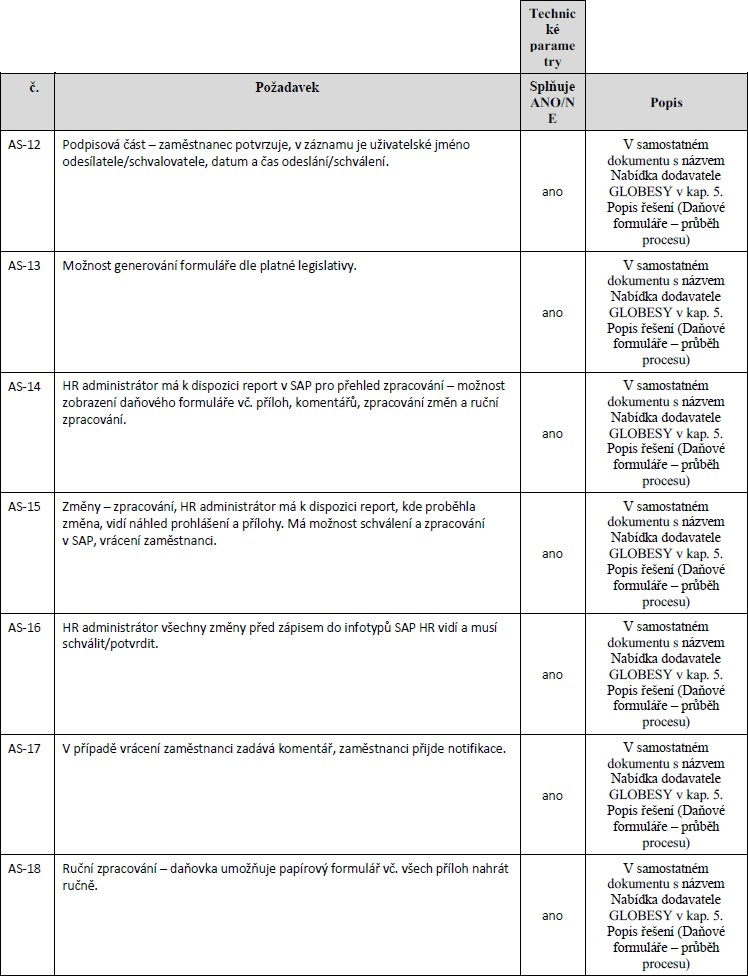 Technic
ké
parame
try
č.
Požadavek
Splňuje
ANO/N
E
Popis
AS-12
Podpisová část – zaměstnanec potvrzuje, v záznamu je uživatelské jméno
odesílatele/schvalovatele, datum a čas odeslání/schválení.
ano
V samostatném
dokumentu s názvem
Nabídka dodavatele
GLOBESY v kap. 5.
Popis řešení (Daňové
formuláře – průběh
procesu)
AS-13
Možnost generování formuláře dle platné legislativy.
ano
V samostatném
dokumentu s názvem
Nabídka dodavatele
GLOBESY v kap. 5.
Popis řešení (Daňové
formuláře – průběh
procesu)
AS-14
HR administrátor má k dispozici report v SAP pro přehled zpracování – možnost
zobrazení daňového formuláře vč. příloh, komentářů, zpracování změn a ruční
zpracování.
ano
V samostatném
dokumentu s názvem
Nabídka dodavatele
GLOBESY v kap. 5.
Popis řešení (Daňové
formuláře – průběh
procesu)
AS-15
Změny – zpracování, HR administrátor má k dispozici report, kde proběhla
změna, vidí náhled prohlášení a přílohy. Má možnost schválení a zpracování
v SAP, vrácení zaměstnanci.
ano
V samostatném
dokumentu s názvem
Nabídka dodavatele
GLOBESY v kap. 5.
Popis řešení (Daňové
formuláře – průběh
procesu)
AS-16
HR administrátor všechny změny před zápisem do infotypů SAP HR vidí a musí
schválit/potvrdit.
ano
V samostatném
dokumentu s názvem
Nabídka dodavatele
GLOBESY v kap. 5.
Popis řešení (Daňové
formuláře – průběh
procesu)
AS-17
V případě vrácení zaměstnanci zadává komentář, zaměstnanci přijde notifikace.
ano
V samostatném
dokumentu s názvem
Nabídka dodavatele
GLOBESY v kap. 5.
Popis řešení (Daňové
formuláře – průběh
procesu)
AS-18
Ruční zpracování – daňovka umožňuje papírový formulář vč. všech příloh nahrát
ručně.
ano
V samostatném
dokumentu s názvem
Nabídka dodavatele
GLOBESY v kap. 5.
Popis řešení (Daňové
formuláře – průběh
procesu)